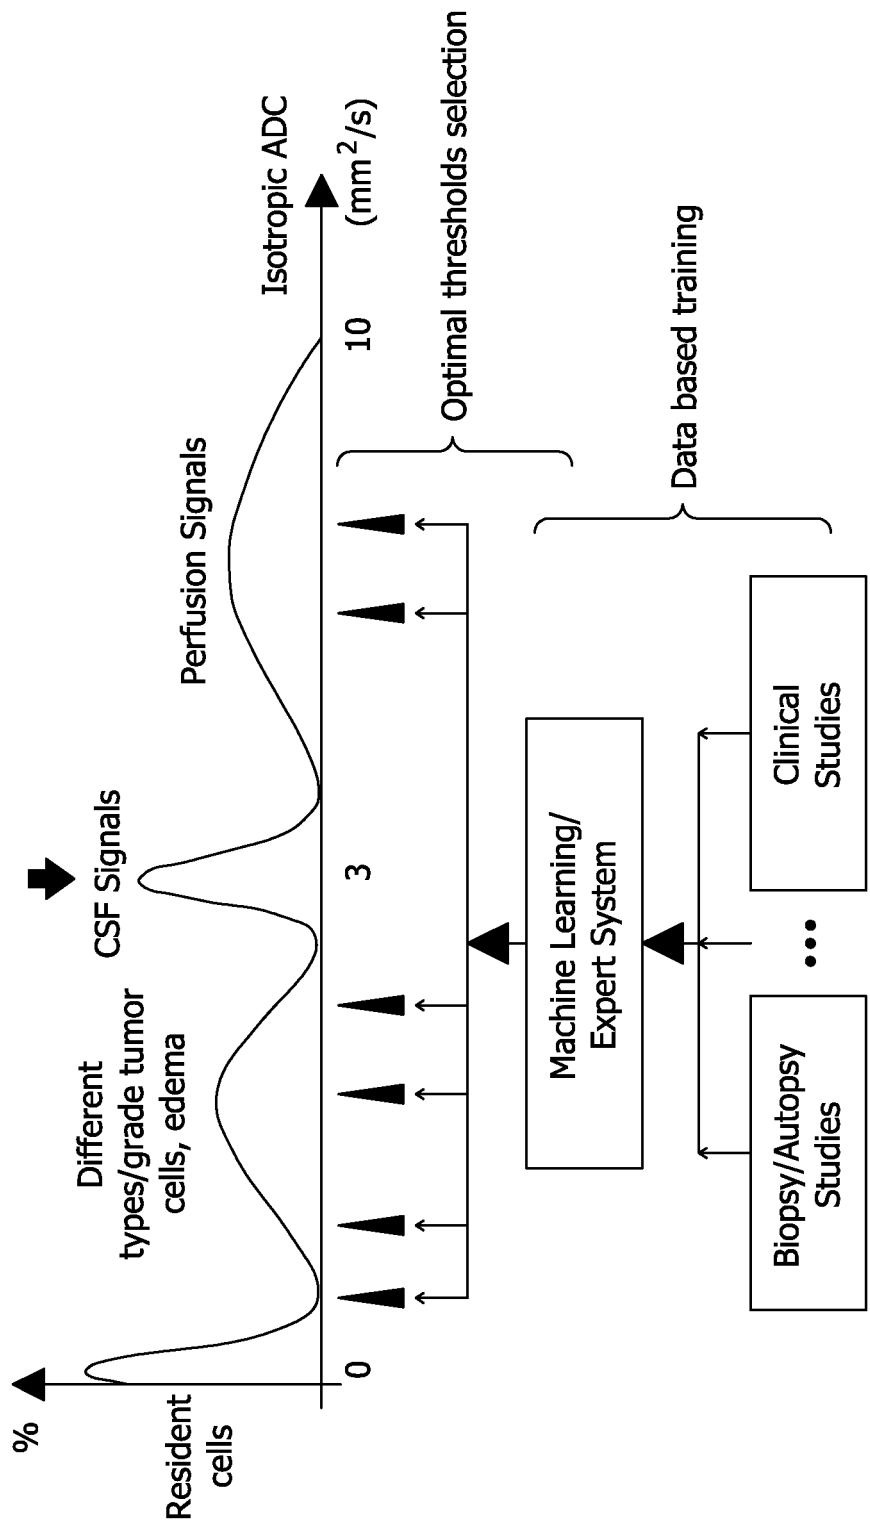 %
Resident
cells
Different
types/grade tumor
cells, edema
CSF Signals
Perfusion Signals
Isotropic ADC
(mm²/s)
0
3
10
Optimal thresholds selection
Machine Learning/
Expert System
Data based training
Biopsy/Autopsy
Studies
•••
Clinical
Studies